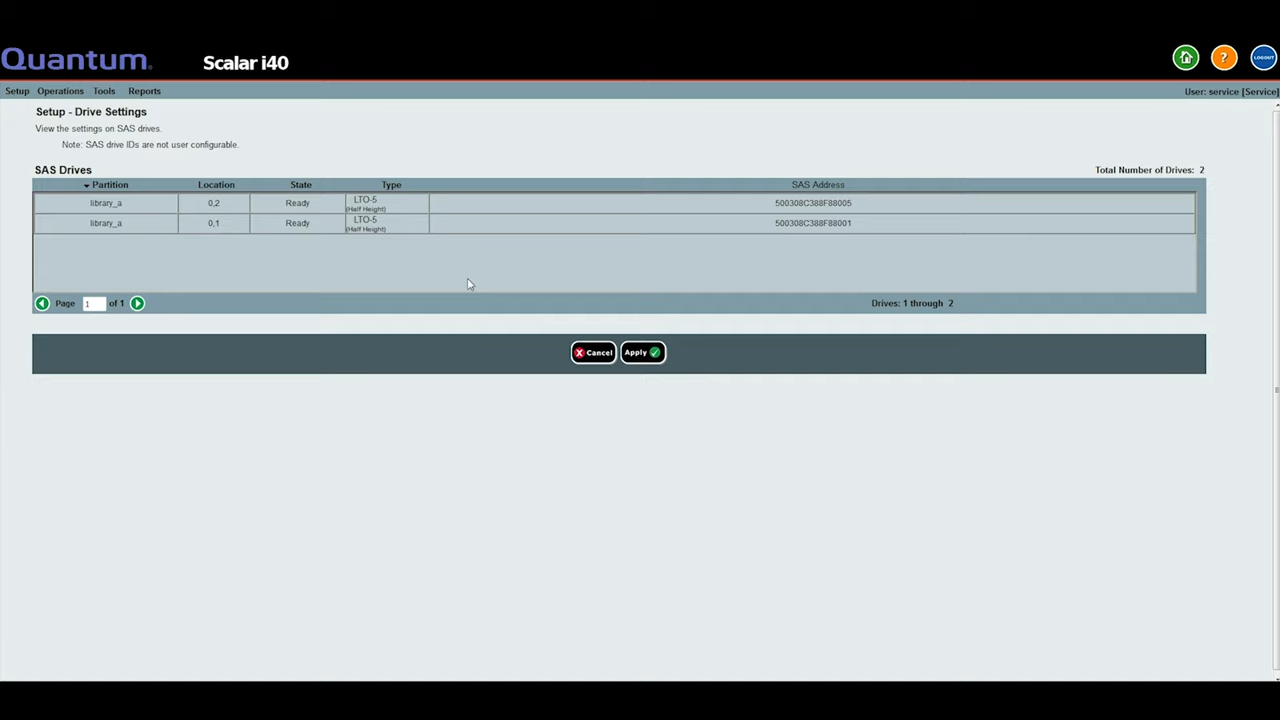 Quantum. Scalar i40
? LOGOUT
Setup Operations Tools Reports User: service [Service]
Setup - Drive Settings
View the settings on SAS drives.
Note: SAS drive IDs are not user configurable.
SAS Drives Total Number of Drives: 2
Partition Location State Type SAS Address
library_a 0,2 Ready LTO-5 (Half Height) 500308C388F88005
library_a 0,1 Ready LTO-5 (Half Height) 500308C388F88001
Page 1 of 1 Drives: 1 through 2
Cancel Apply